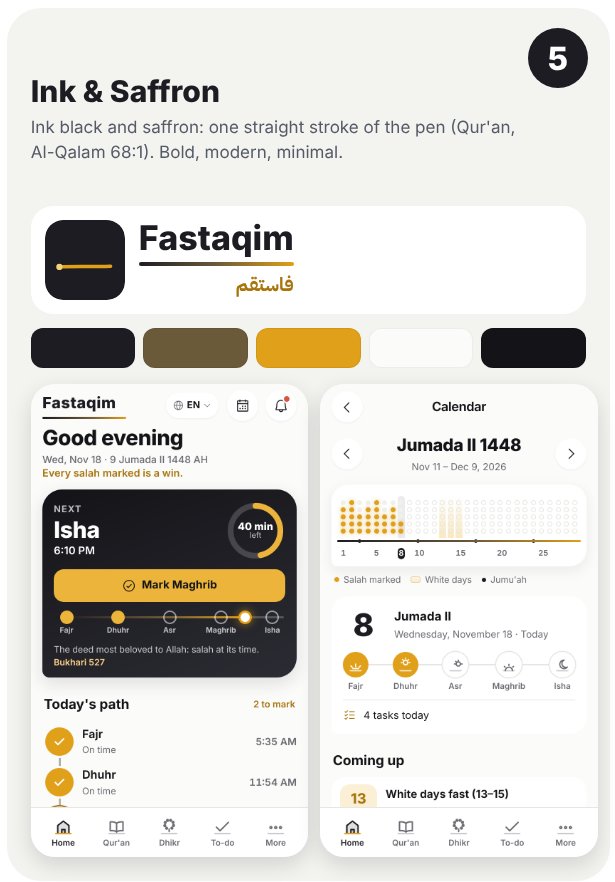 5
Ink & Saffron
Ink black and saffron: one straight stroke of the pen (Qur'an,
Al-Qalam 68:1). Bold, modern, minimal.
Fastaqim
فاستقم
Fastaqim
EN
Good evening
Wed, Nov 18 · 9 Jumada II 1448 AH
Every salah marked is a win.
NEXT
Isha
6:10 PM
40 min
left
Mark Maghrib
Fajr Dhuhr Asr Maghrib Isha
The deed most beloved to Allah: salah at its time.
Bukhari 527
Today's path
2 to mark
Fajr
On time
5:35 AM
Dhuhr
On time
11:54 AM
Home Qur'an Dhikr To-do More
Calendar
Jumada II 1448
Nov 11 – Dec 9, 2026
1 5 8 10 15 20 25
Salah marked White days Jumu'ah
8
Jumada II
Wednesday, November 18 · Today
Fajr Dhuhr Asr Maghrib Isha
4 tasks today
Coming up
13
White days fast (13–15)
Home Qur'an Dhikr To-do More